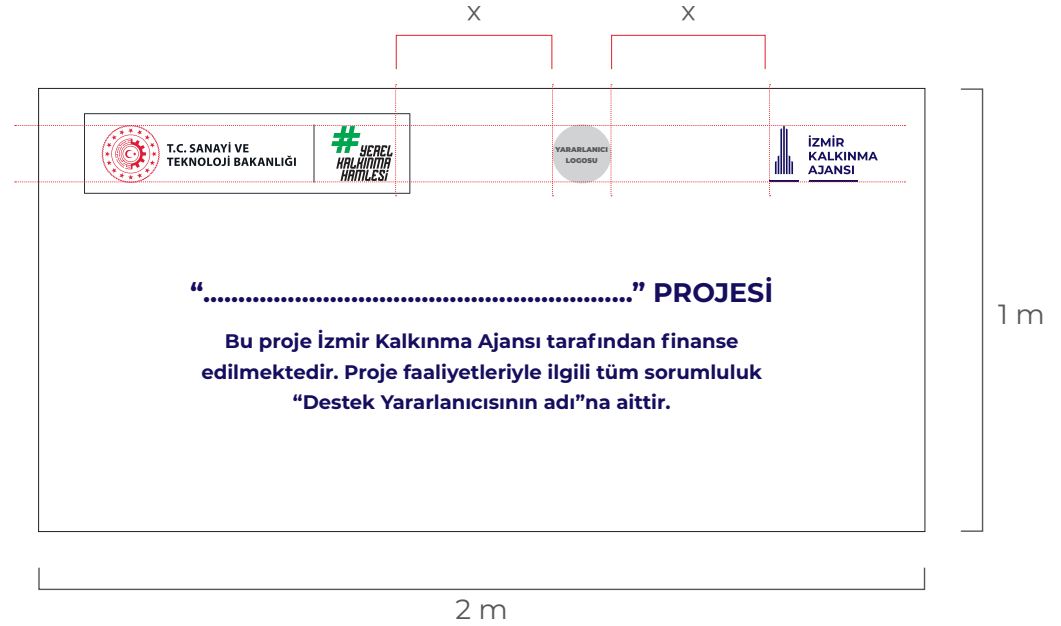 x x
T.C. SANAYİ VE
TEKNOLOJİ BAKANLIĞI
#YEREL
KALKINMA
HAMLESİ
YARARLANICI
LOGOSU
İZMİR
KALKINMA
AJANSI
“.............................................................” PROJESİ
Bu proje İzmir Kalkınma Ajansı tarafından finanse
edilmektedir. Proje faaliyetleriyle ilgili tüm sorumluluk
“Destek Yararlanıcısının adı”na aittir.
1 m
2 m